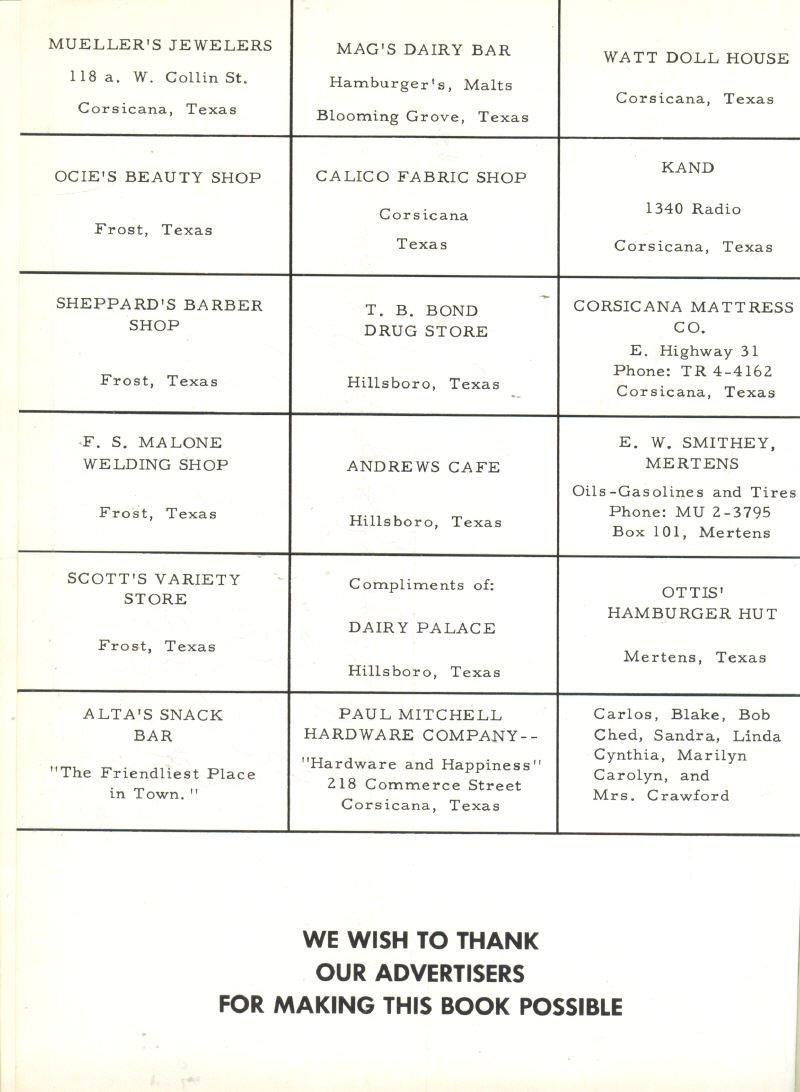 MUELLER'S JEWELERS
118 a. W. Collin St.
Corsicana, Texas
MAG'S DAIRY BAR
Hamburger's, Malts
Blooming Grove, Texas
WATT DOLL HOUSE
Corsicana, Texas
OCIE'S BEAUTY SHOP
Frost, Texas
CALICO FABRIC SHOP
Corsicana
Texas
KAND
1340 Radio
Corsicana, Texas
SHEPPARD'S BARBER
SHOP
Frost, Texas
T. B. BOND
DRUG STORE
Hillsboro, Texas
CORSICANA MATTRESS
CO.
E. Highway 31
Phone: TR 4-4162
Corsicana, Texas
F. S. MALONE
WELDING SHOP
Frost, Texas
ANDREWS CAFE
Hillsboro, Texas
E. W. SMITHEY,
MERTENS
Oils-Gasolines and Tires
Phone: MU 2-3795
Box 101, Mertens
SCOTT'S VARIETY
STORE
Frost, Texas
Compliments of:
DAIRY PALACE
Hillsboro, Texas
OTTIS'
HAMBURGER HUT
Mertens, Texas
ALTA'S SNACK
BAR
"The Friendliest Place
in Town."
PAUL MITCHELL
HARDWARE COMPANY--
"Hardware and Happiness"
218 Commerce Street
Corsicana, Texas
Carlos, Blake, Bob
Ched, Sandra, Linda
Cynthia, Marilyn
Carolyn, and
Mrs. Crawford
WE WISH TO THANK
OUR ADVERTISERS
FOR MAKING THIS BOOK POSSIBLE